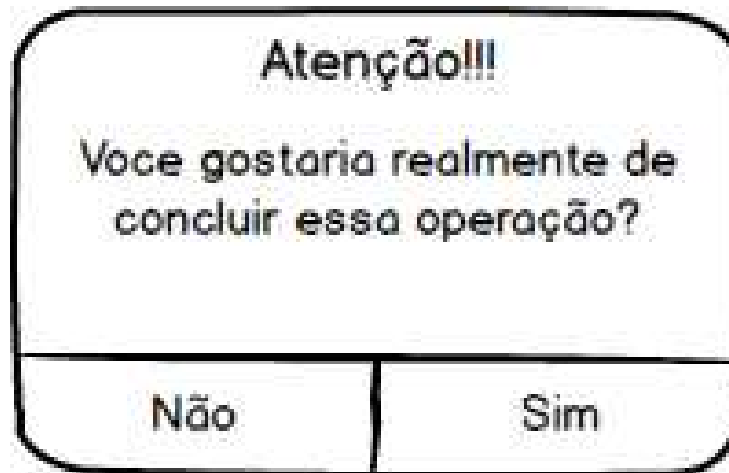 Atenção!!!
Voce gostaria realmente de
concluir essa operação?
Não
Sim